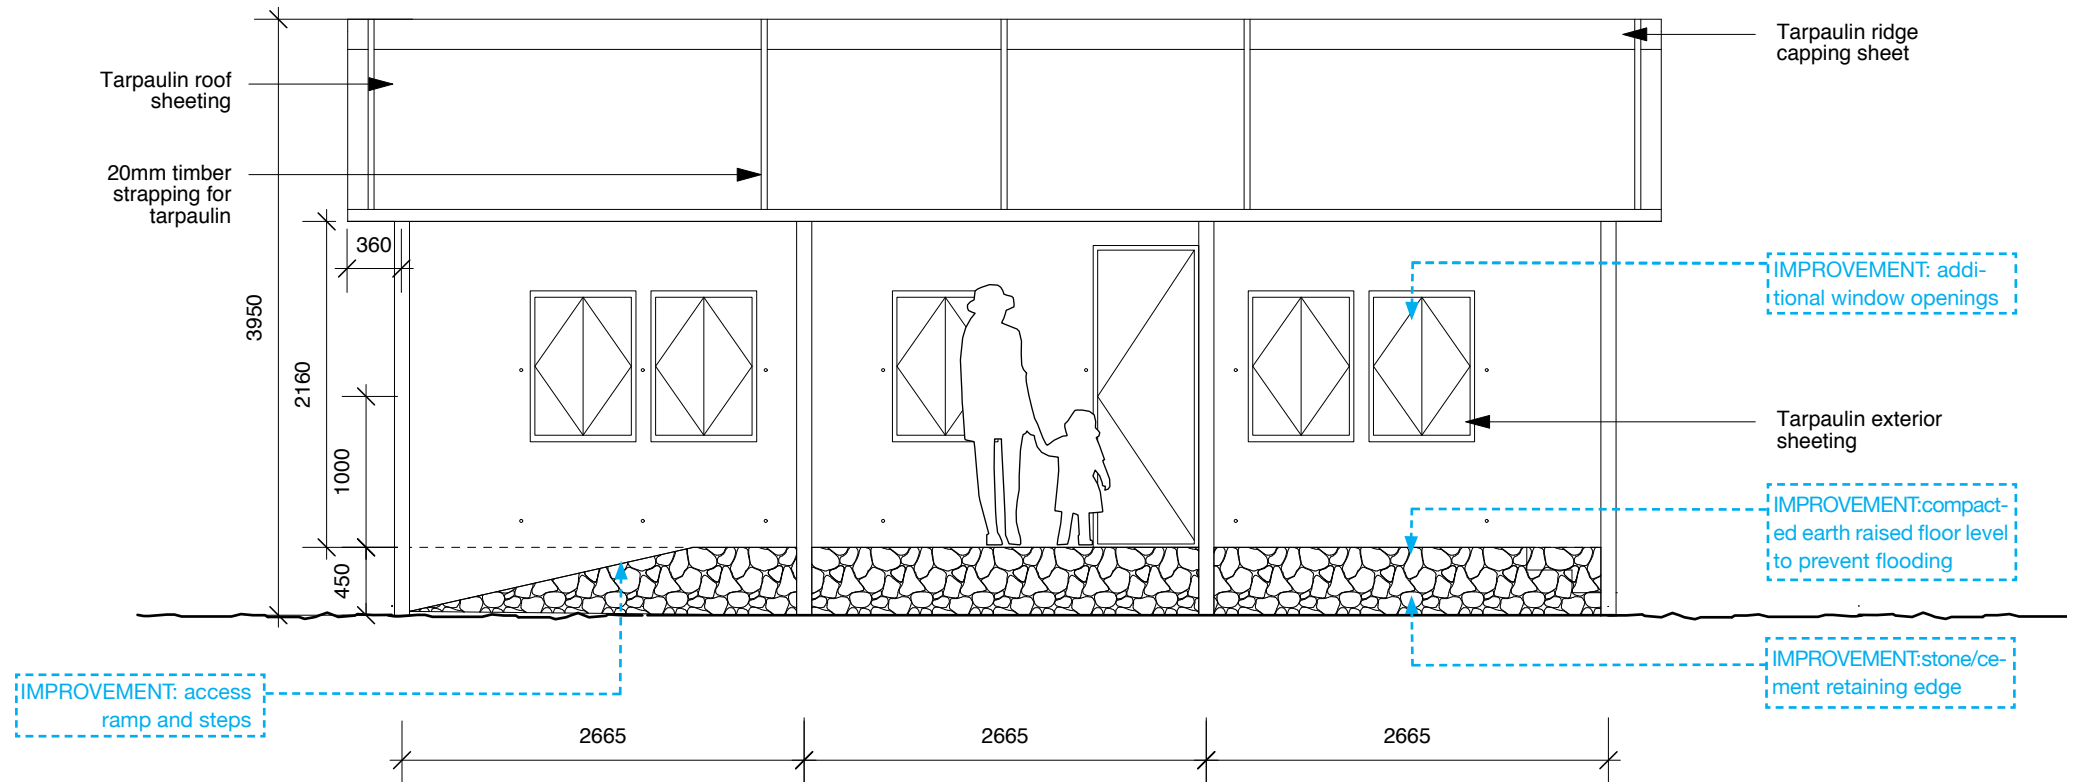 Tarpaulin roof
sheeting
20mm timber
strapping for
tarpaulin
Tarpaulin ridge
capping sheet
360
3950
2160
1000
450
IMPROVEMENT: addi-
tional window openings
Tarpaulin exterior
sheeting
IMPROVEMENT:compact-
ed earth raised floor level
to prevent flooding
IMPROVEMENT:stone/ce-
ment retaining edge
IMPROVEMENT: access
ramp and steps
2665
2665
2665